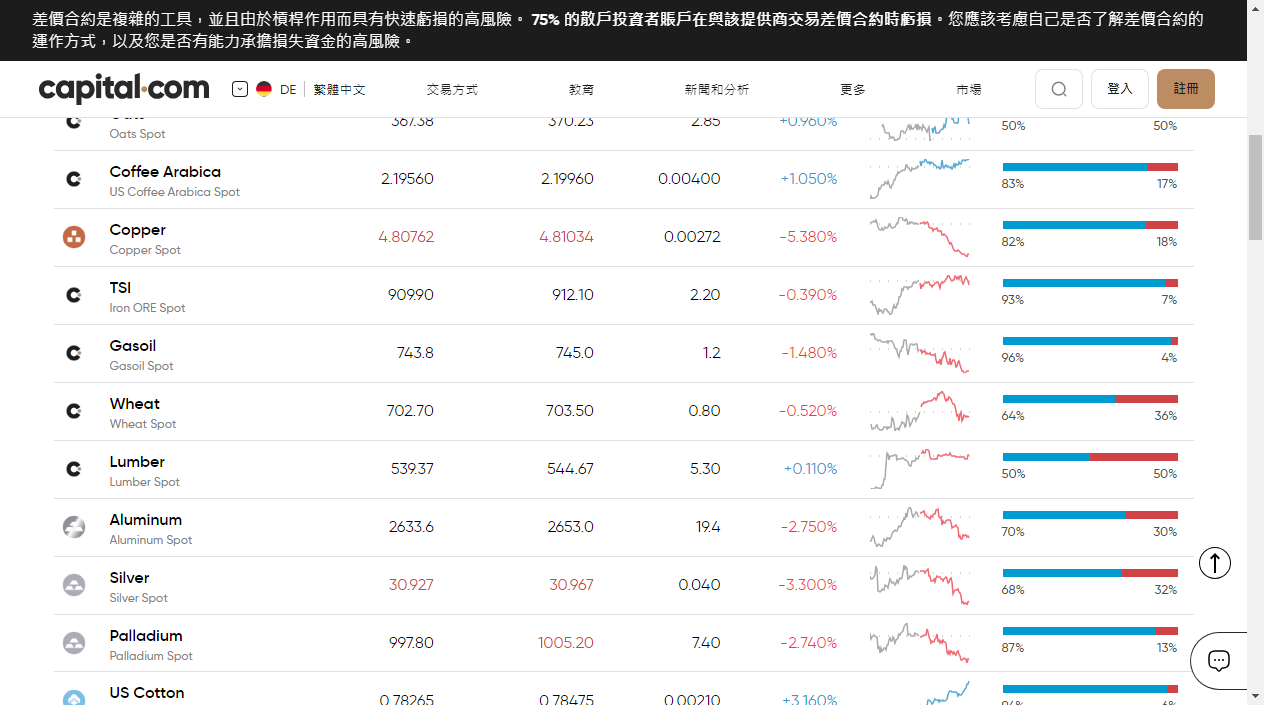 差價合約是複雜的工具，並且由於槓桿作用而具有快速虧損的高風險。 75% 的散戶投資者賬戶在與該提供商交易差價合約時虧損。您應該考慮自己是否了解差價合約的
運作方式，以及您是否有能力承擔損失資金的高風險。
capital.com DE 繁體中文 交易方式 教育 新聞和分析 更多 市場 登入 註冊
367.38 370.23 2.85 +0.960%
Oats Spot 50% 50%
Coffee Arabica 2.19560 2.19960 0.00400 +1.050%
US Coffee Arabica Spot 83% 17%
Copper 4.80762 4.81034 0.00272 -5.380%
Copper Spot 82% 18%
TSI 909.90 912.10 2.20 -0.390%
Iron ORE Spot 93% 7%
Gasoil 743.8 745.0 1.2 -1.480%
Gasoil Spot 96% 4%
Wheat 702.70 703.50 0.80 -0.520%
Wheat Spot 64% 36%
Lumber 539.37 544.67 5.30 +0.110%
Lumber Spot 50% 50%
Aluminum 2633.6 2653.0 19.4 -2.750%
Aluminum Spot 70% 30%
Silver 30.927 30.967 0.040 -3.300%
Silver Spot 68% 32%
Palladium 997.80 1005.20 7.40 -2.740%
Palladium Spot 87% 13%
US Cotton 0.78265 0.78475 0.00210 +3.160%